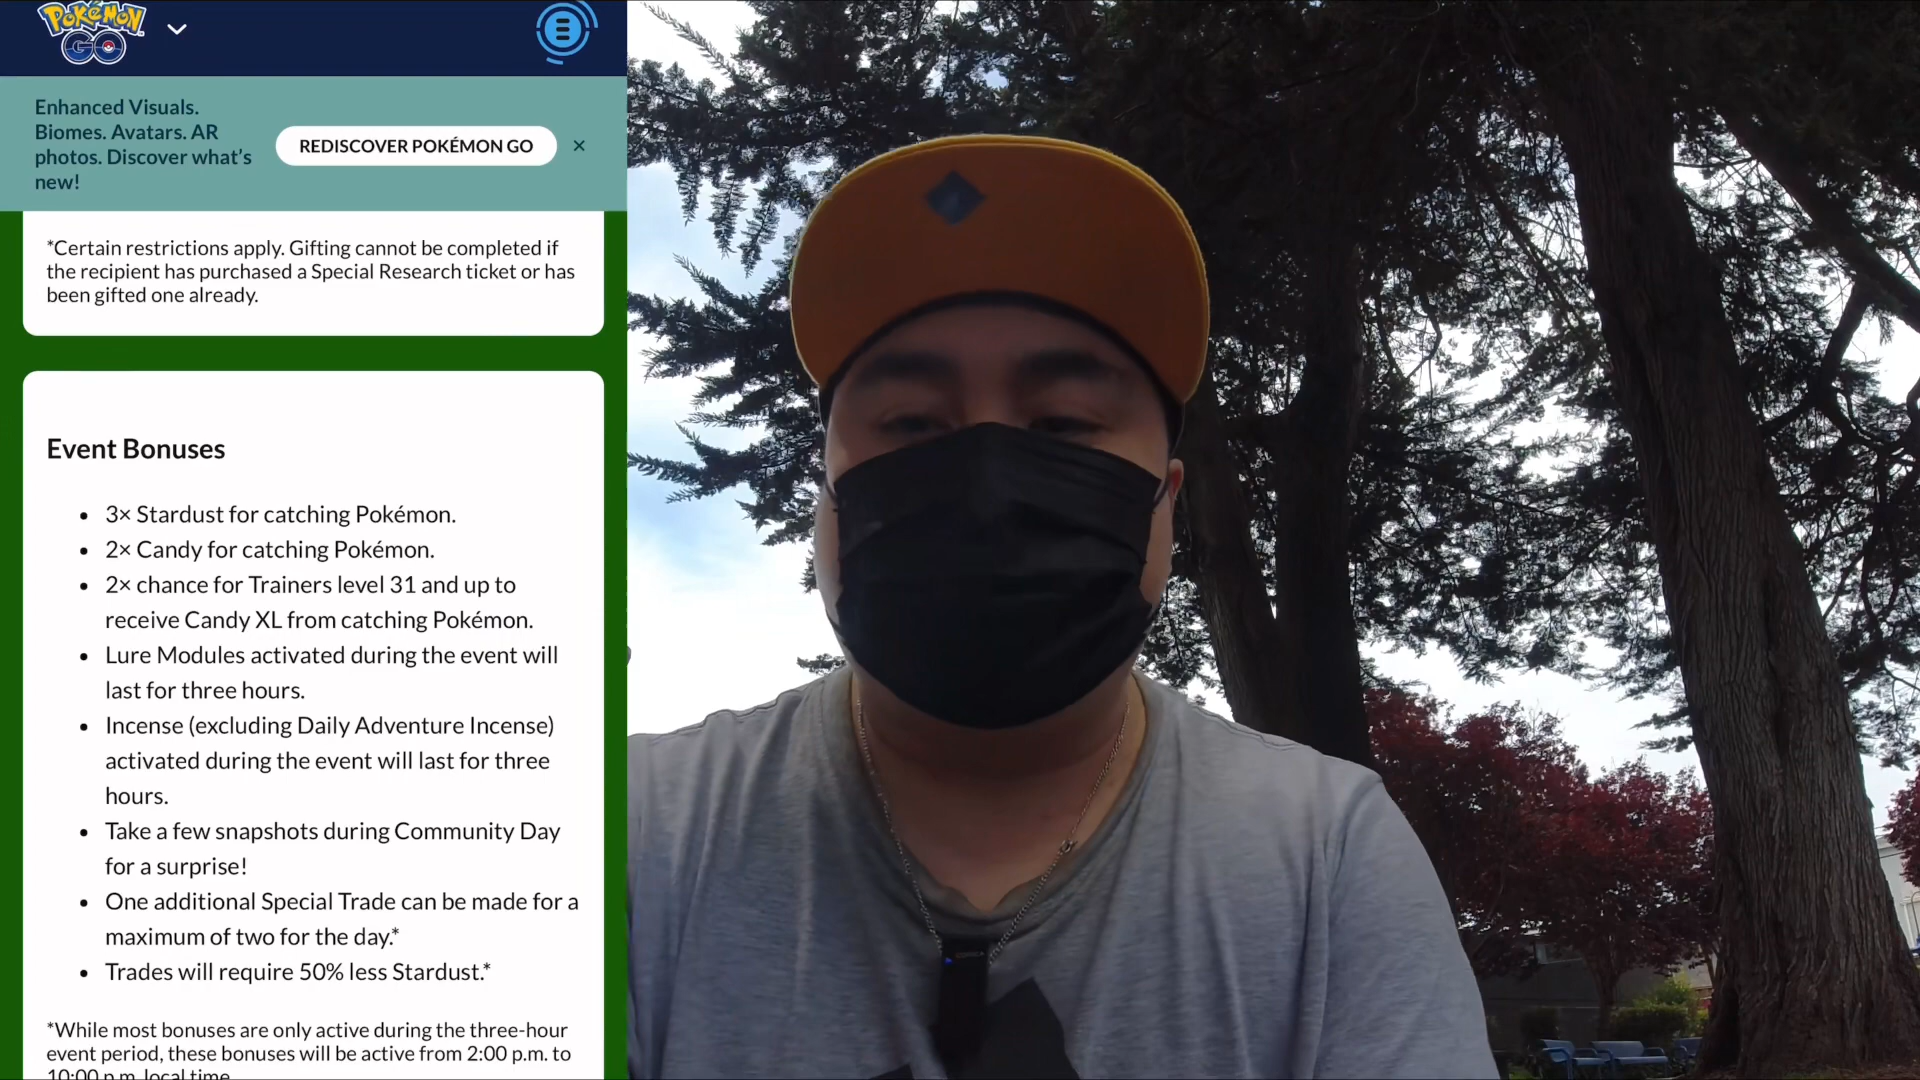 POKÉMON
GO
Enhanced Visuals.
Biomes. Avatars. AR
photos. Discover what’s
new!
REDISCOVER POKÉMON GO
×
*Certain restrictions apply. Gifting cannot be completed if
the recipient has purchased a Special Research ticket or has
been gifted one already.
Event Bonuses
• 3× Stardust for catching Pokémon.
• 2× Candy for catching Pokémon.
• 2× chance for Trainers level 31 and up to
receive Candy XL from catching Pokémon.
• Lure Modules activated during the event will
last for three hours.
• Incense (excluding Daily Adventure Incense)
activated during the event will last for three
hours.
• Take a few snapshots during Community Day
for a surprise!
• One additional Special Trade can be made for a
maximum of two for the day.*
• Trades will require 50% less Stardust.*
*While most bonuses are only active during the three-hour
event period, these bonuses will be active from 2:00 p.m. to
10:00 p.m. local time.